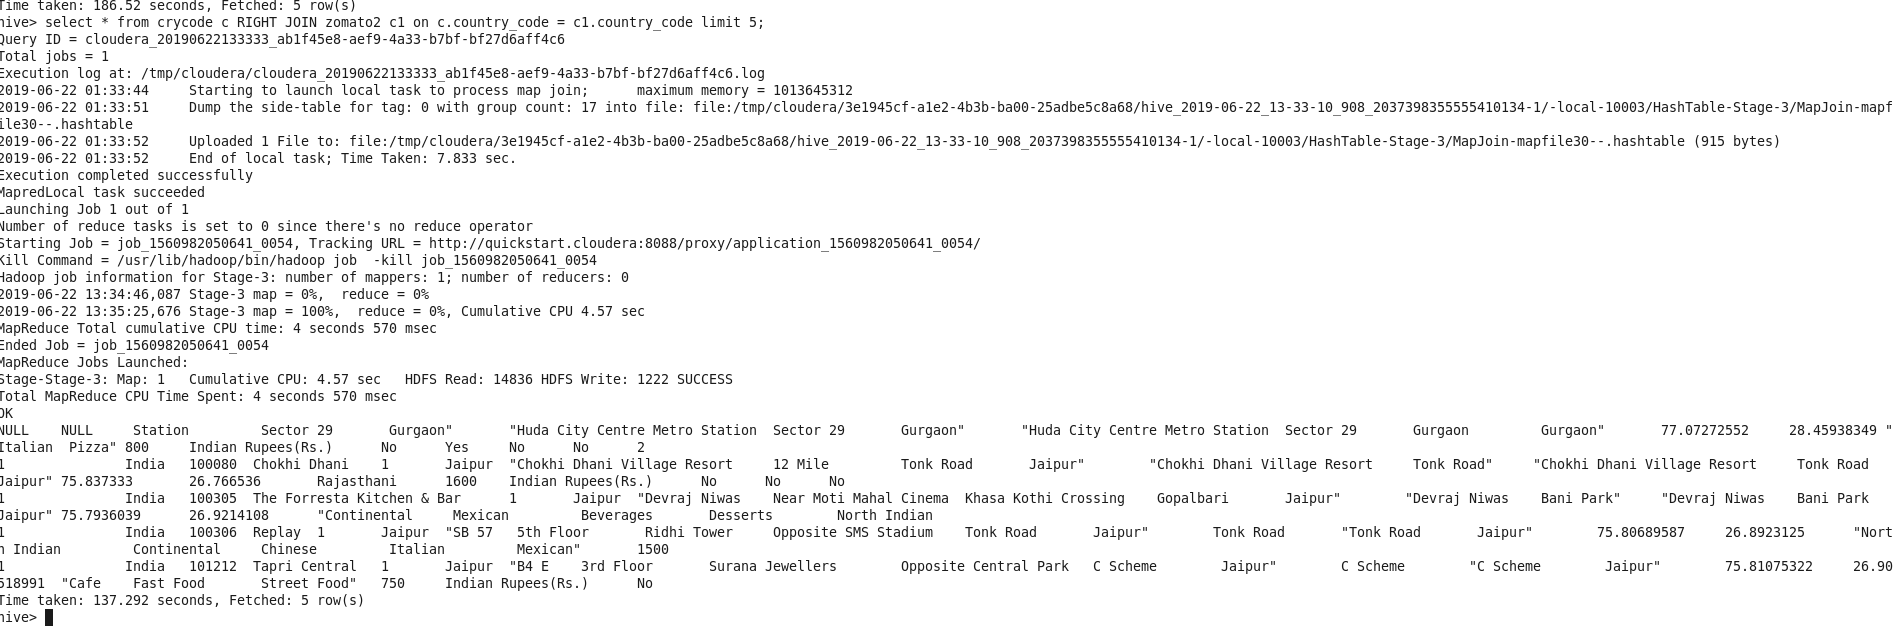 Time taken: 186.52 seconds, Fetched: 5 row(s)
hive> select * from crycode c RIGHT JOIN zomato2 c1 on c.country_code = c1.country_code limit 5;
Query ID = cloudera_20190622133333_ab1f45e8-aef9-4a33-b7bf-bf27d6aff4c6
Total jobs = 1
Execution log at: /tmp/cloudera/cloudera_20190622133333_ab1f45e8-aef9-4a33-b7bf-bf27d6aff4c6.log
2019-06-22 01:33:44	Starting to launch local task to process map join;	maximum memory = 1013645312
2019-06-22 01:33:51	Dump the side-table for tag: 0 with group count: 17 into file: file:/tmp/cloudera/3e1945cf-a1e2-4b3b-ba00-25adbe5c8a68/hive_2019-06-22_13-33-10_908_2037398355555410134-1/-local-10003/HashTable-Stage-3/MapJoin-mapf
ile30--.hashtable
2019-06-22 01:33:52	Uploaded 1 File to: file:/tmp/cloudera/3e1945cf-a1e2-4b3b-ba00-25adbe5c8a68/hive_2019-06-22_13-33-10_908_2037398355555410134-1/-local-10003/HashTable-Stage-3/MapJoin-mapfile30--.hashtable (915 bytes)
2019-06-22 01:33:52	End of local task; Time Taken: 7.833 sec.
Execution completed successfully
MapredLocal task succeeded
Launching Job 1 out of 1
Number of reduce tasks is set to 0 since there's no reduce operator
Starting Job = job_1560982050641_0054, Tracking URL = http://quickstart.cloudera:8088/proxy/application_1560982050641_0054/
Kill Command = /usr/lib/hadoop/bin/hadoop job  -kill job_1560982050641_0054
Hadoop job information for Stage-3: number of mappers: 1; number of reducers: 0
2019-06-22 13:34:46,087 Stage-3 map = 0%,  reduce = 0%
2019-06-22 13:35:25,676 Stage-3 map = 100%,  reduce = 0%, Cumulative CPU 4.57 sec
MapReduce Total cumulative CPU time: 4 seconds 570 msec
Ended Job = job_1560982050641_0054
MapReduce Jobs Launched:
Stage-Stage-3: Map: 1   Cumulative CPU: 4.57 sec   HDFS Read: 14836 HDFS Write: 1222 SUCCESS
Total MapReduce CPU Time Spent: 4 seconds 570 msec
OK
NULL	NULL	Station	Sector 29	Gurgaon"	"Huda City Centre Metro Station	Sector 29	Gurgaon"	"Huda City Centre Metro Station	Sector 29	Gurgaon	Gurgaon"	77.07272552	28.45938349 "
Italian	Pizza"	800	Indian Rupees(Rs.)	No	Yes	No	No	2
1	India	100080	Chokhi Dhani	1	Jaipur	"Chokhi Dhani Village Resort	12 Mile	Tonk Road	Jaipur"	"Chokhi Dhani Village Resort	Tonk Road"	"Chokhi Dhani Village Resort	Tonk Road
Jaipur"	75.837333	26.766536	Rajasthani	1600	Indian Rupees(Rs.)	No	No	No
1	India	100305	The Forresta Kitchen & Bar	1	Jaipur	"Devraj Niwas	Near Moti Mahal Cinema	Khasa Kothi Crossing	Gopalbari	Jaipur"	"Devraj Niwas	Bani Park"	"Devraj Niwas	Bani Park
Jaipur"	75.7936039	26.9214108	"Continental	Mexican	Beverages	Desserts	North Indian
1	India	100306	Replay	1	Jaipur	"SB 57	5th Floor	Ridhi Tower	Opposite SMS Stadium	Tonk Road	Jaipur"	Tonk Road	"Tonk Road	Jaipur"	75.80689587	26.8923125	"Nort
h Indian	Continental	Chinese	Italian	Mexican"	1500
1	India	101212	Tapri Central	1	Jaipur	"B4 E	3rd Floor	Surana Jewellers	Opposite Central Park	C Scheme	Jaipur"	C Scheme	"C Scheme	Jaipur"	75.81075322	26.90
518991	"Cafe	Fast Food	Street Food"	750	Indian Rupees(Rs.)	No
Time taken: 137.292 seconds, Fetched: 5 row(s)
hive>